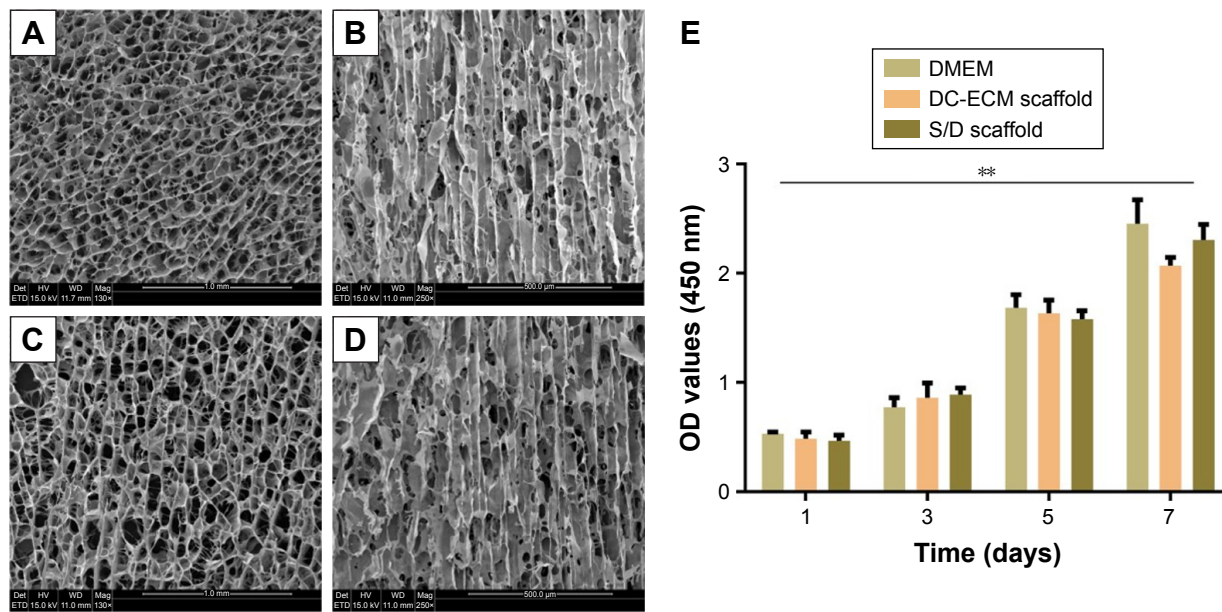 A
Det HV WD Mag
ETD 15.0 kV 11.7 mm 130×
1.0 mm
B
Det HV WD Mag
ETD 15.0 kV 11.0 mm 250×
500.0 µm
C
Det HV WD Mag
ETD 15.0 kV 11.0 mm 130×
1.0 mm
D
Det HV WD Mag
ETD 15.0 kV 11.0 mm 250×
500.0 µm
E
DMEM
DC-ECM scaffold
S/D scaffold
**
OD values (450 nm)
3
2
1
0
1 3 5 7
Time (days)